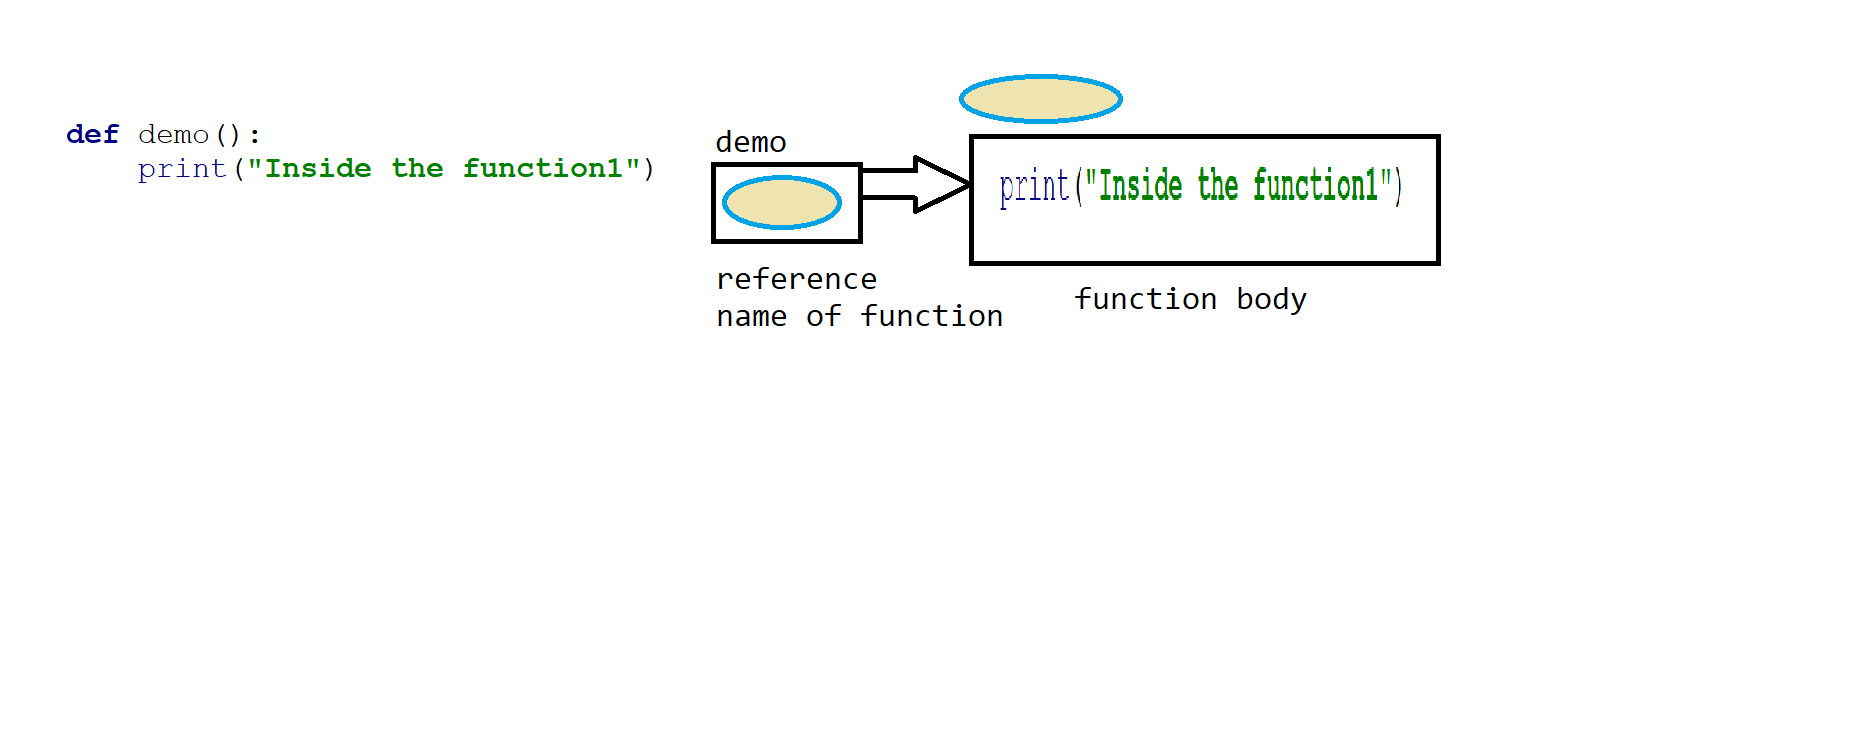 def demo():
print("Inside the function1")
demo
print("Inside the function1")
reference
name of function
function body